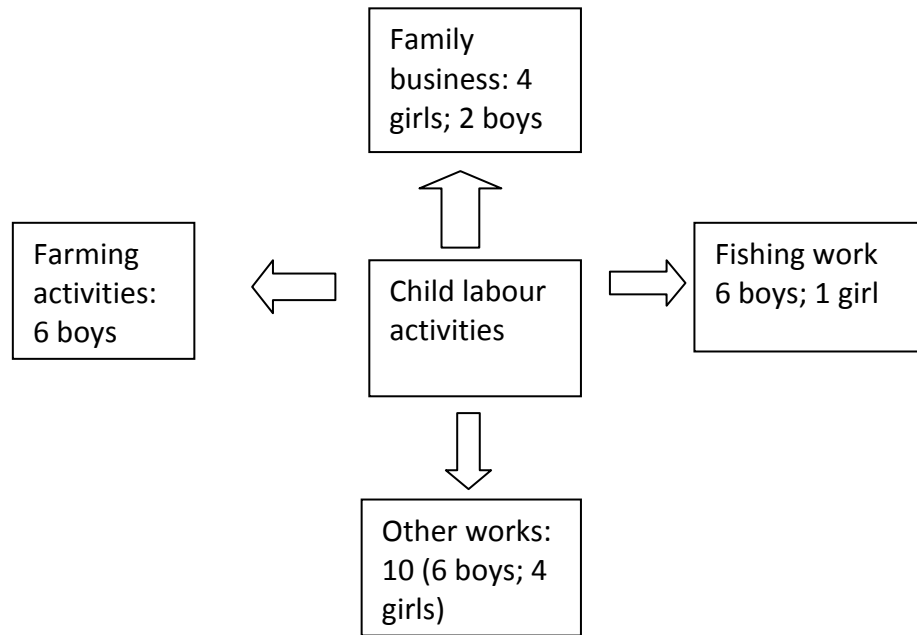 Family
business: 4
girls; 2 boys
Farming
activities:
6 boys
Child labour
activities
Fishing work
6 boys; 1 girl
Other works:
10 (6 boys; 4
girls)